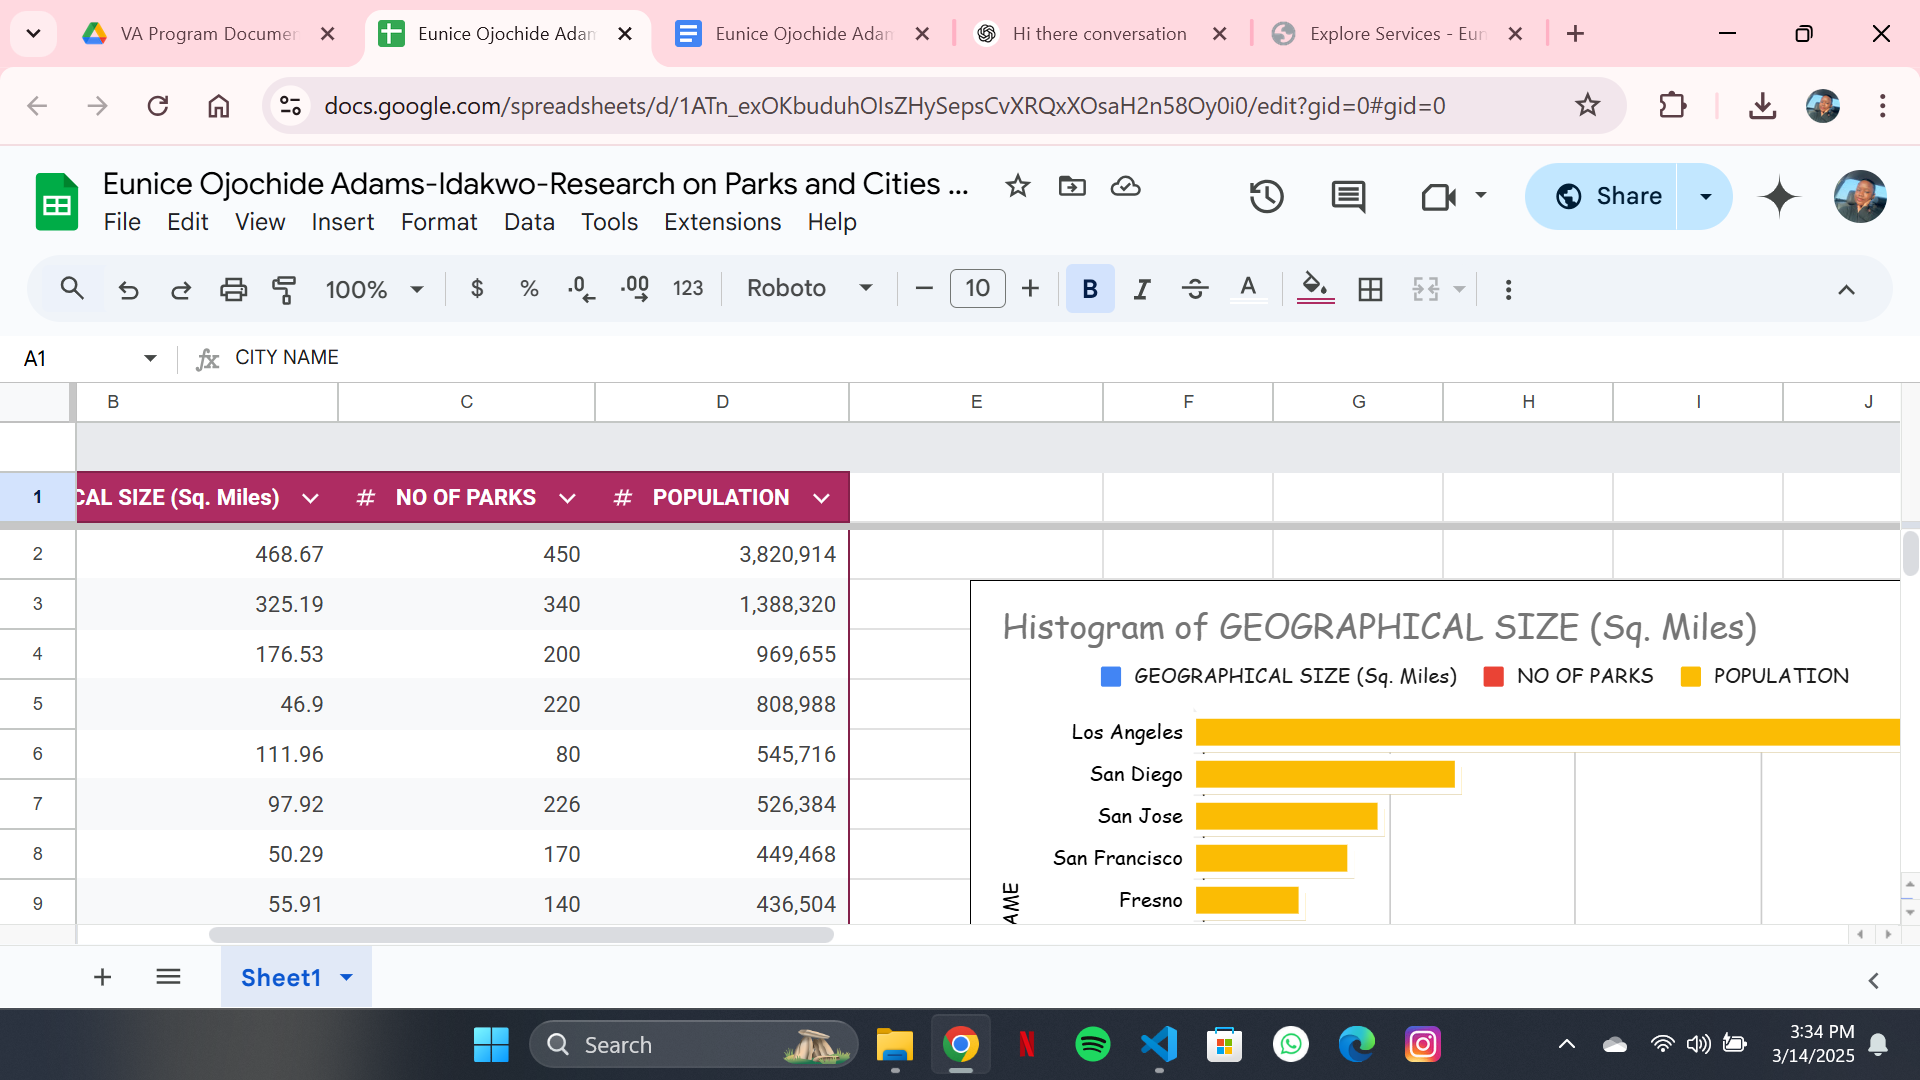 VA Program Documen
Eunice Ojochide Adam
Eunice Ojochide Adam
Hi there conversation
Explore Services - Eun
docs.google.com/spreadsheets/d/1ATn_exOKbuduhOIsZHySepsCvXRQxXOsaH2n58Oy0i0/edit?gid=0#gid=0
Eunice Ojochide Adams-Idakwo-Research on Parks and Cities ...
File Edit View Insert Format Data Tools Extensions Help
Share
100% $ % .0 .00 123 Roboto 10 B I S A
A1 fx CITY NAME
B C D E F G H I J
1 CAL SIZE (Sq. Miles) # NO OF PARKS # POPULATION
2 468.67 450 3,820,914
3 325.19 340 1,388,320
4 176.53 200 969,655
5 46.9 220 808,988
6 111.96 80 545,716
7 97.92 226 526,384
8 50.29 170 449,468
9 55.91 140 436,504
Histogram of GEOGRAPHICAL SIZE (Sq. Miles)
GEOGRAPHICAL SIZE (Sq. Miles) NO OF PARKS POPULATION
Los Angeles
San Diego
San Jose
San Francisco
Fresno
AME
Sheet1
Search
3:34 PM
3/14/2025